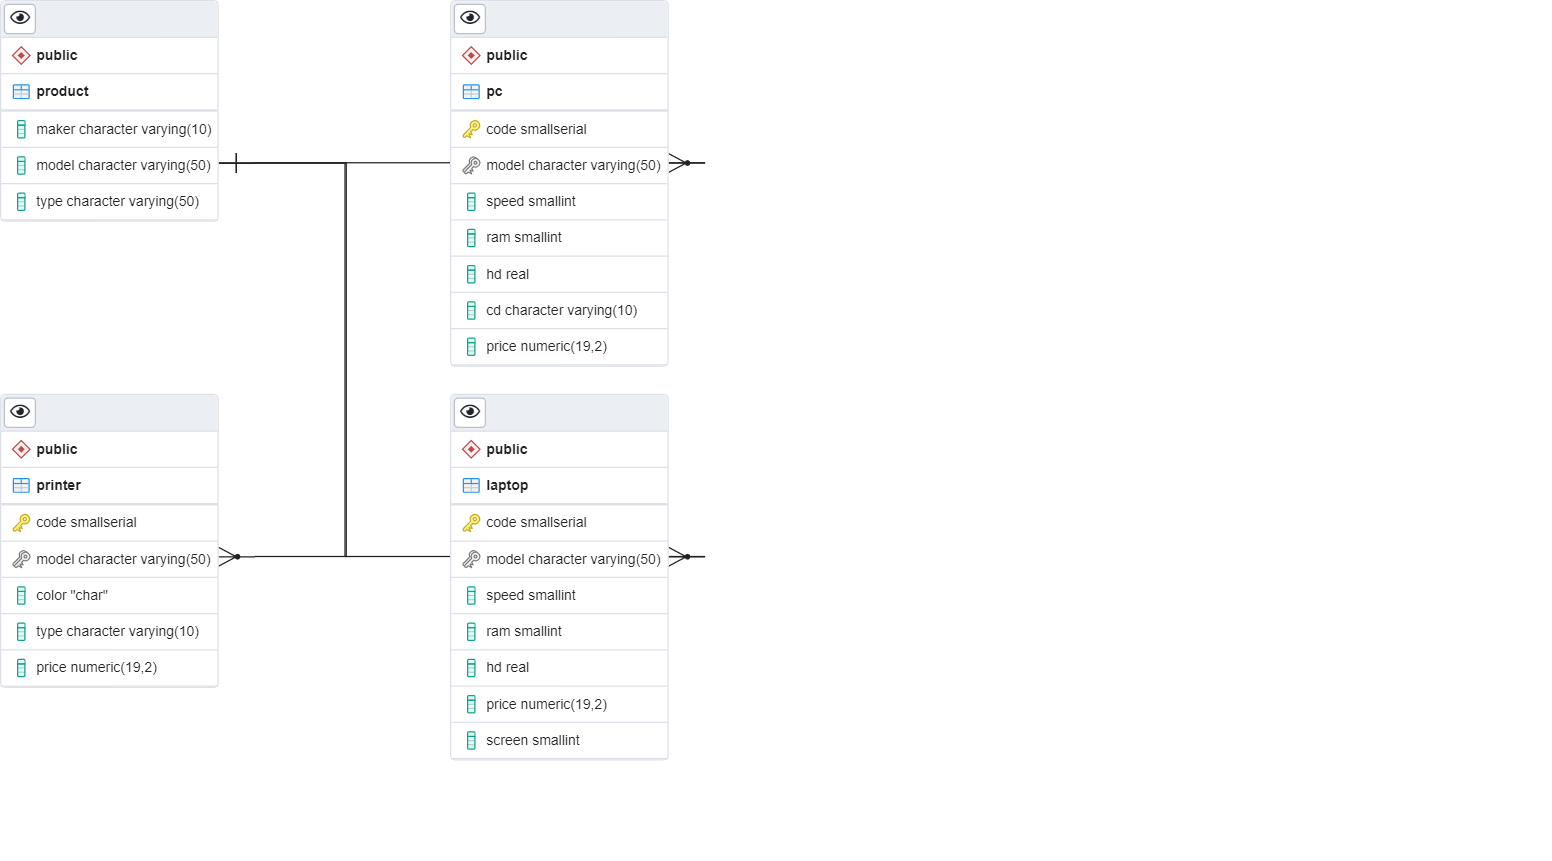 public
product
maker character varying(10)
model character varying(50)
type character varying(50)
public
pc
code smallserial
model character varying(50)
speed smallint
ram smallint
hd real
cd character varying(10)
price numeric(19,2)
public
printer
code smallserial
model character varying(50)
color "char"
type character varying(10)
price numeric(19,2)
public
laptop
code smallserial
model character varying(50)
speed smallint
ram smallint
hd real
price numeric(19,2)
screen smallint